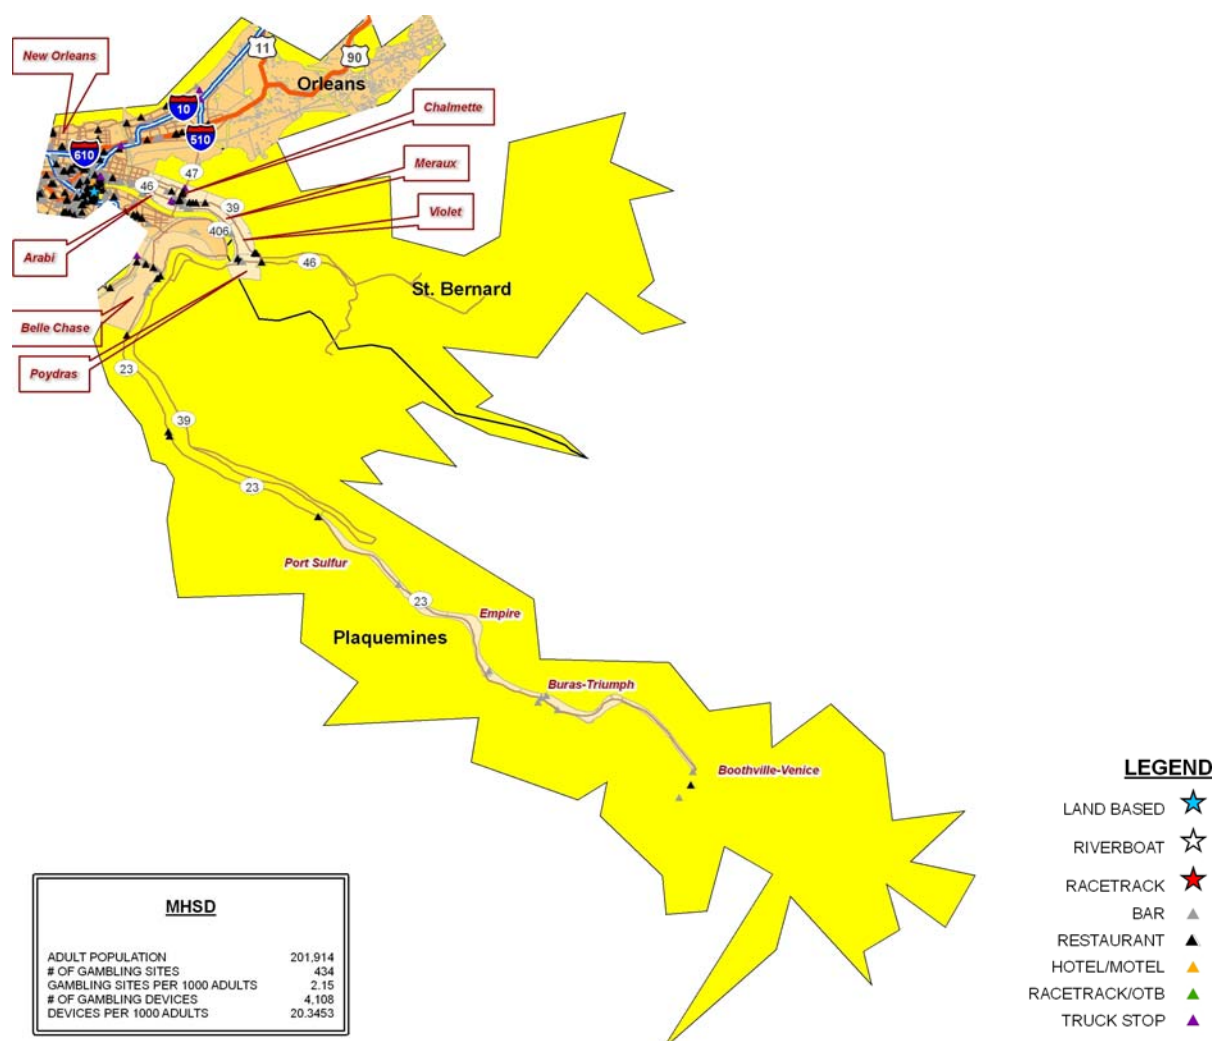 New Orleans
11
90
Orleans
10
510
610
Chalmette
47
46
Meraux
39
Violet
406
Arabi
46
St. Bernard
Belle Chase
Poydras
23
39
23
Port Sulfur
23
Empire
Plaquemines
Buras-Triumph
Boothville-Venice
LEGEND
LAND BASED
RIVERBOAT
RACETRACK
BAR
RESTAURANT
HOTEL/MOTEL
RACETRACK/OTB
TRUCK STOP
MHSD
ADULT POPULATION 201,914
# OF GAMBLING SITES 434
GAMBLING SITES PER 1000 ADULTS 2.15
# OF GAMBLING DEVICES 4,108
DEVICES PER 1000 ADULTS 20.3453